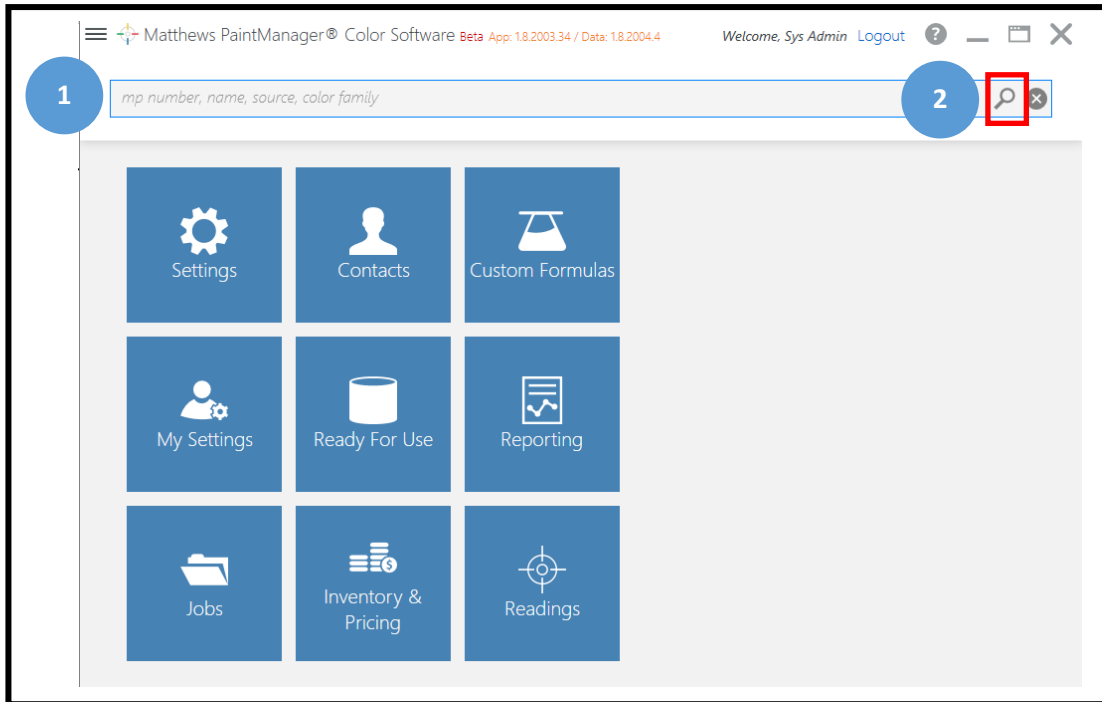 Matthews PaintManager® Color Software Beta App: 1.8.2003.34 / Data: 1.8.2004.4 Welcome, Sys Admin Logout ?
1 mp number, name, source, color family 2
Settings Contacts Custom Formulas
My Settings Ready For Use Reporting
Jobs Inventory & Pricing Readings